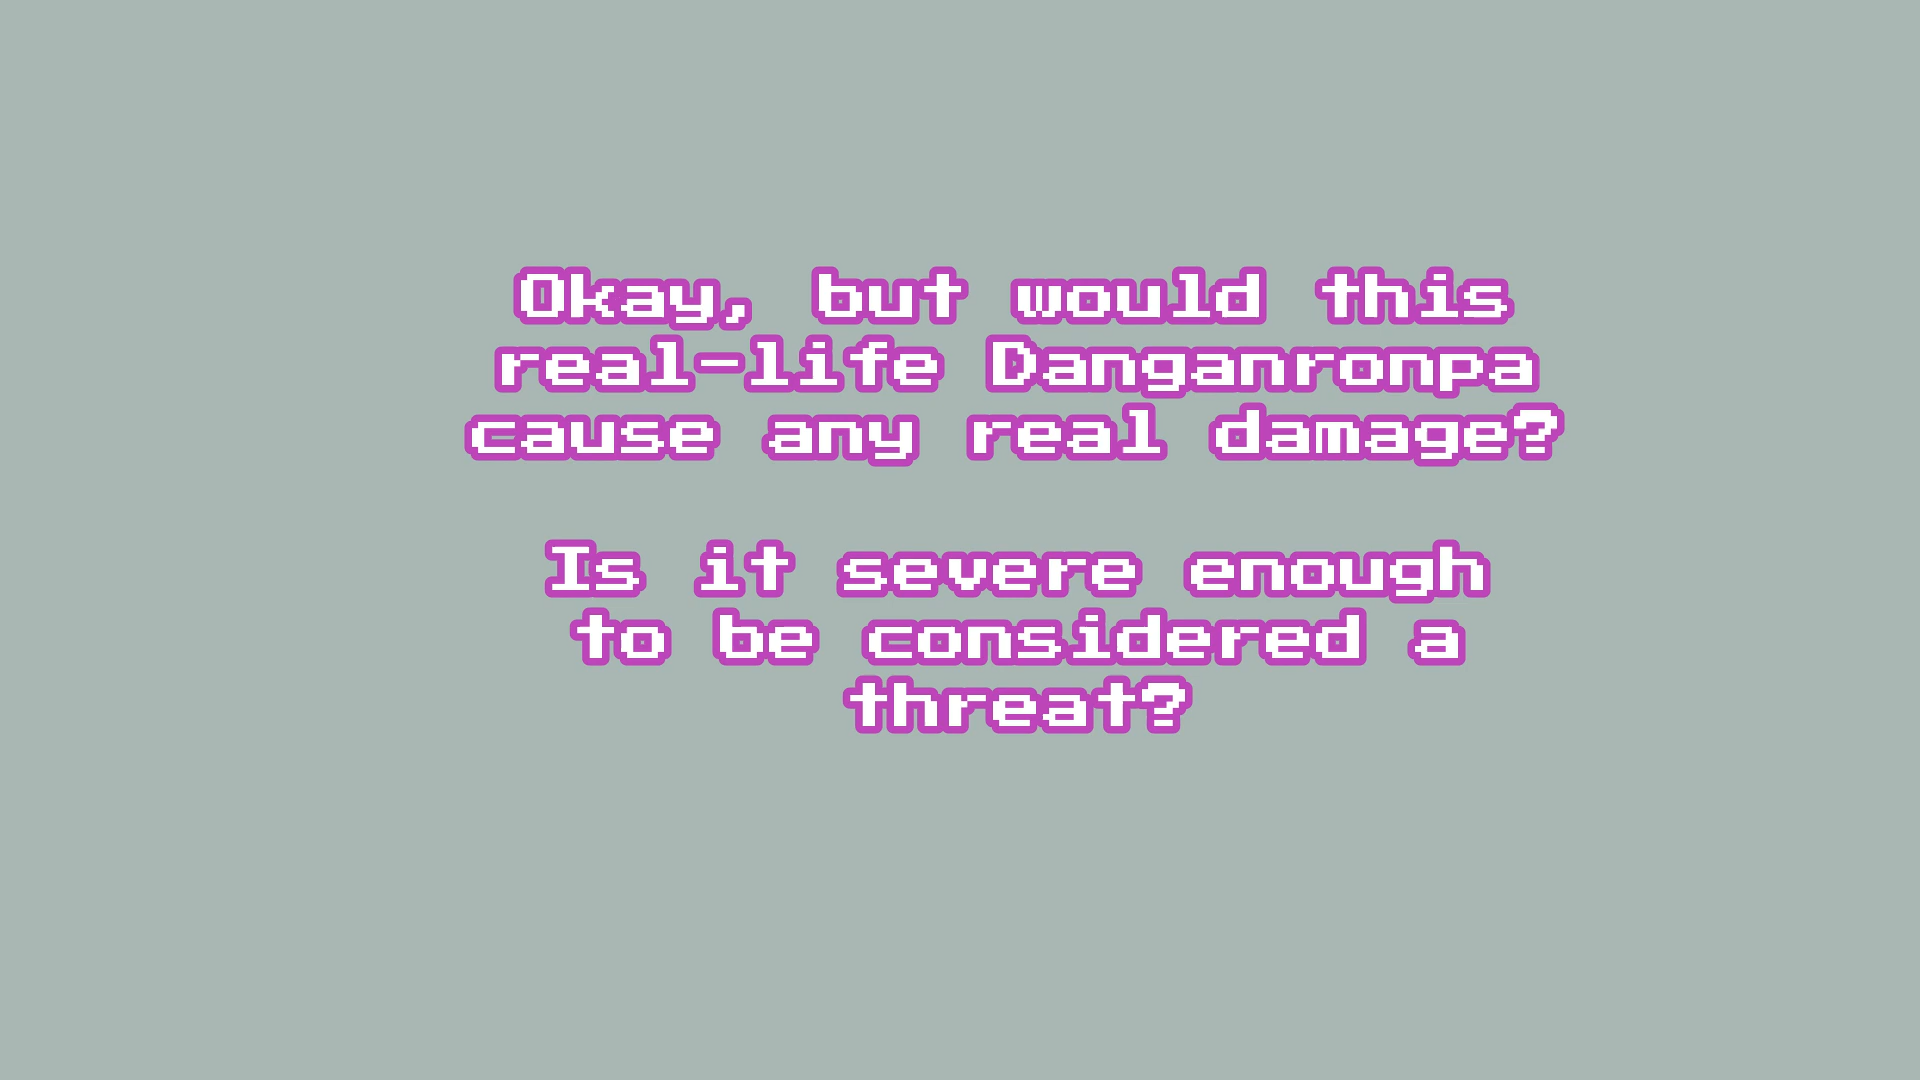 Okay, but would this
real-life Danganronpa
cause any real damage?
Is it severe enough
to be considered a
threat?